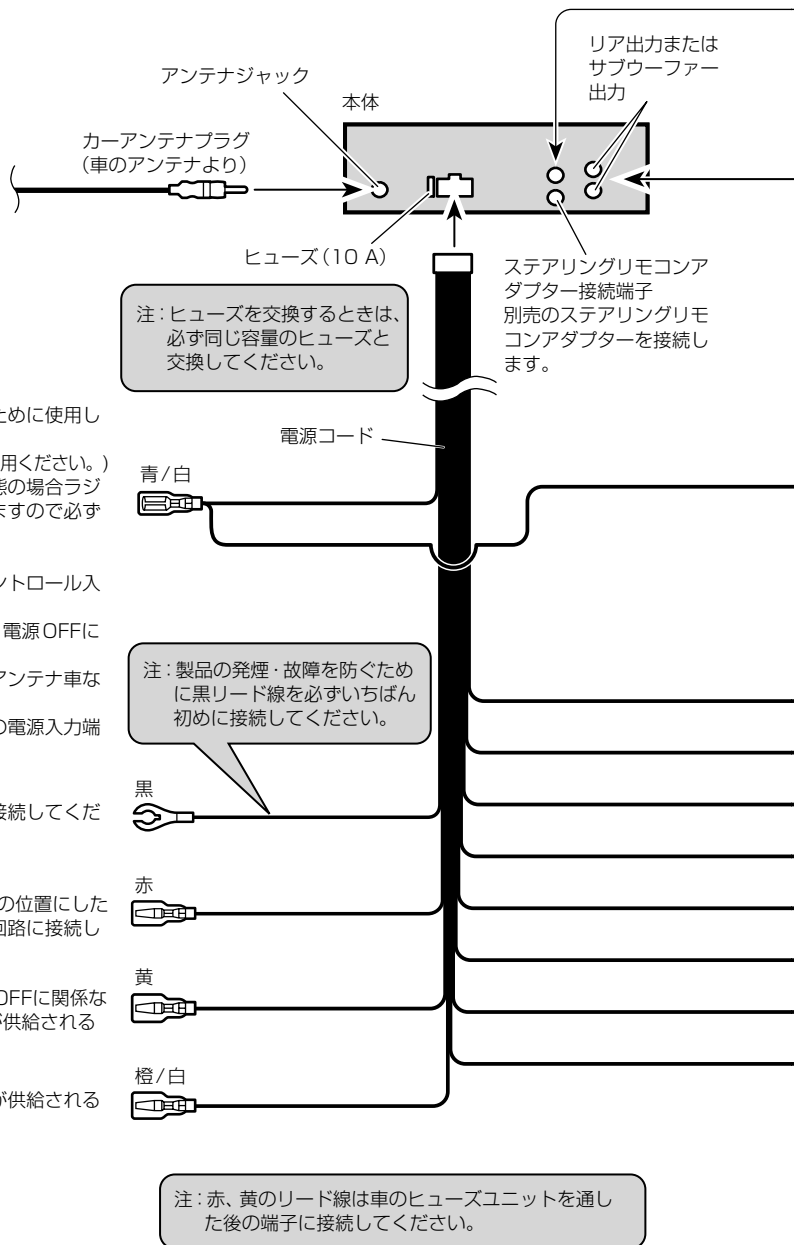 リア出力または
サブウーファー
出力
アンテナジャック
本体
カーアンテナプラグ
(車のアンテナより)
ヒューズ(10 A)
ステアリングリモコンア
ダプター接続端子
別売のステアリングリモ
コンアダプターを接続し
ます。
注:ヒューズを交換するときは、
必ず同じ容量のヒューズと
交換してください。
ために使用し
電源コード
用ください。)
青/白
態の場合ラジ
ますので必ず
ントロール入
電源OFFに
アンテナ車な
の電源入力端
注:製品の発煙・故障を防ぐため
に黒リード線を必ずいちばん
初めに接続してください。
黒
接続してくだ
赤
の位置にした
回路に接続し
黄
OFFに関係な
が供給される
橙/白
が供給される
注:赤、黄のリード線は車のヒューズユニットを通し
た後の端子に接続してください。